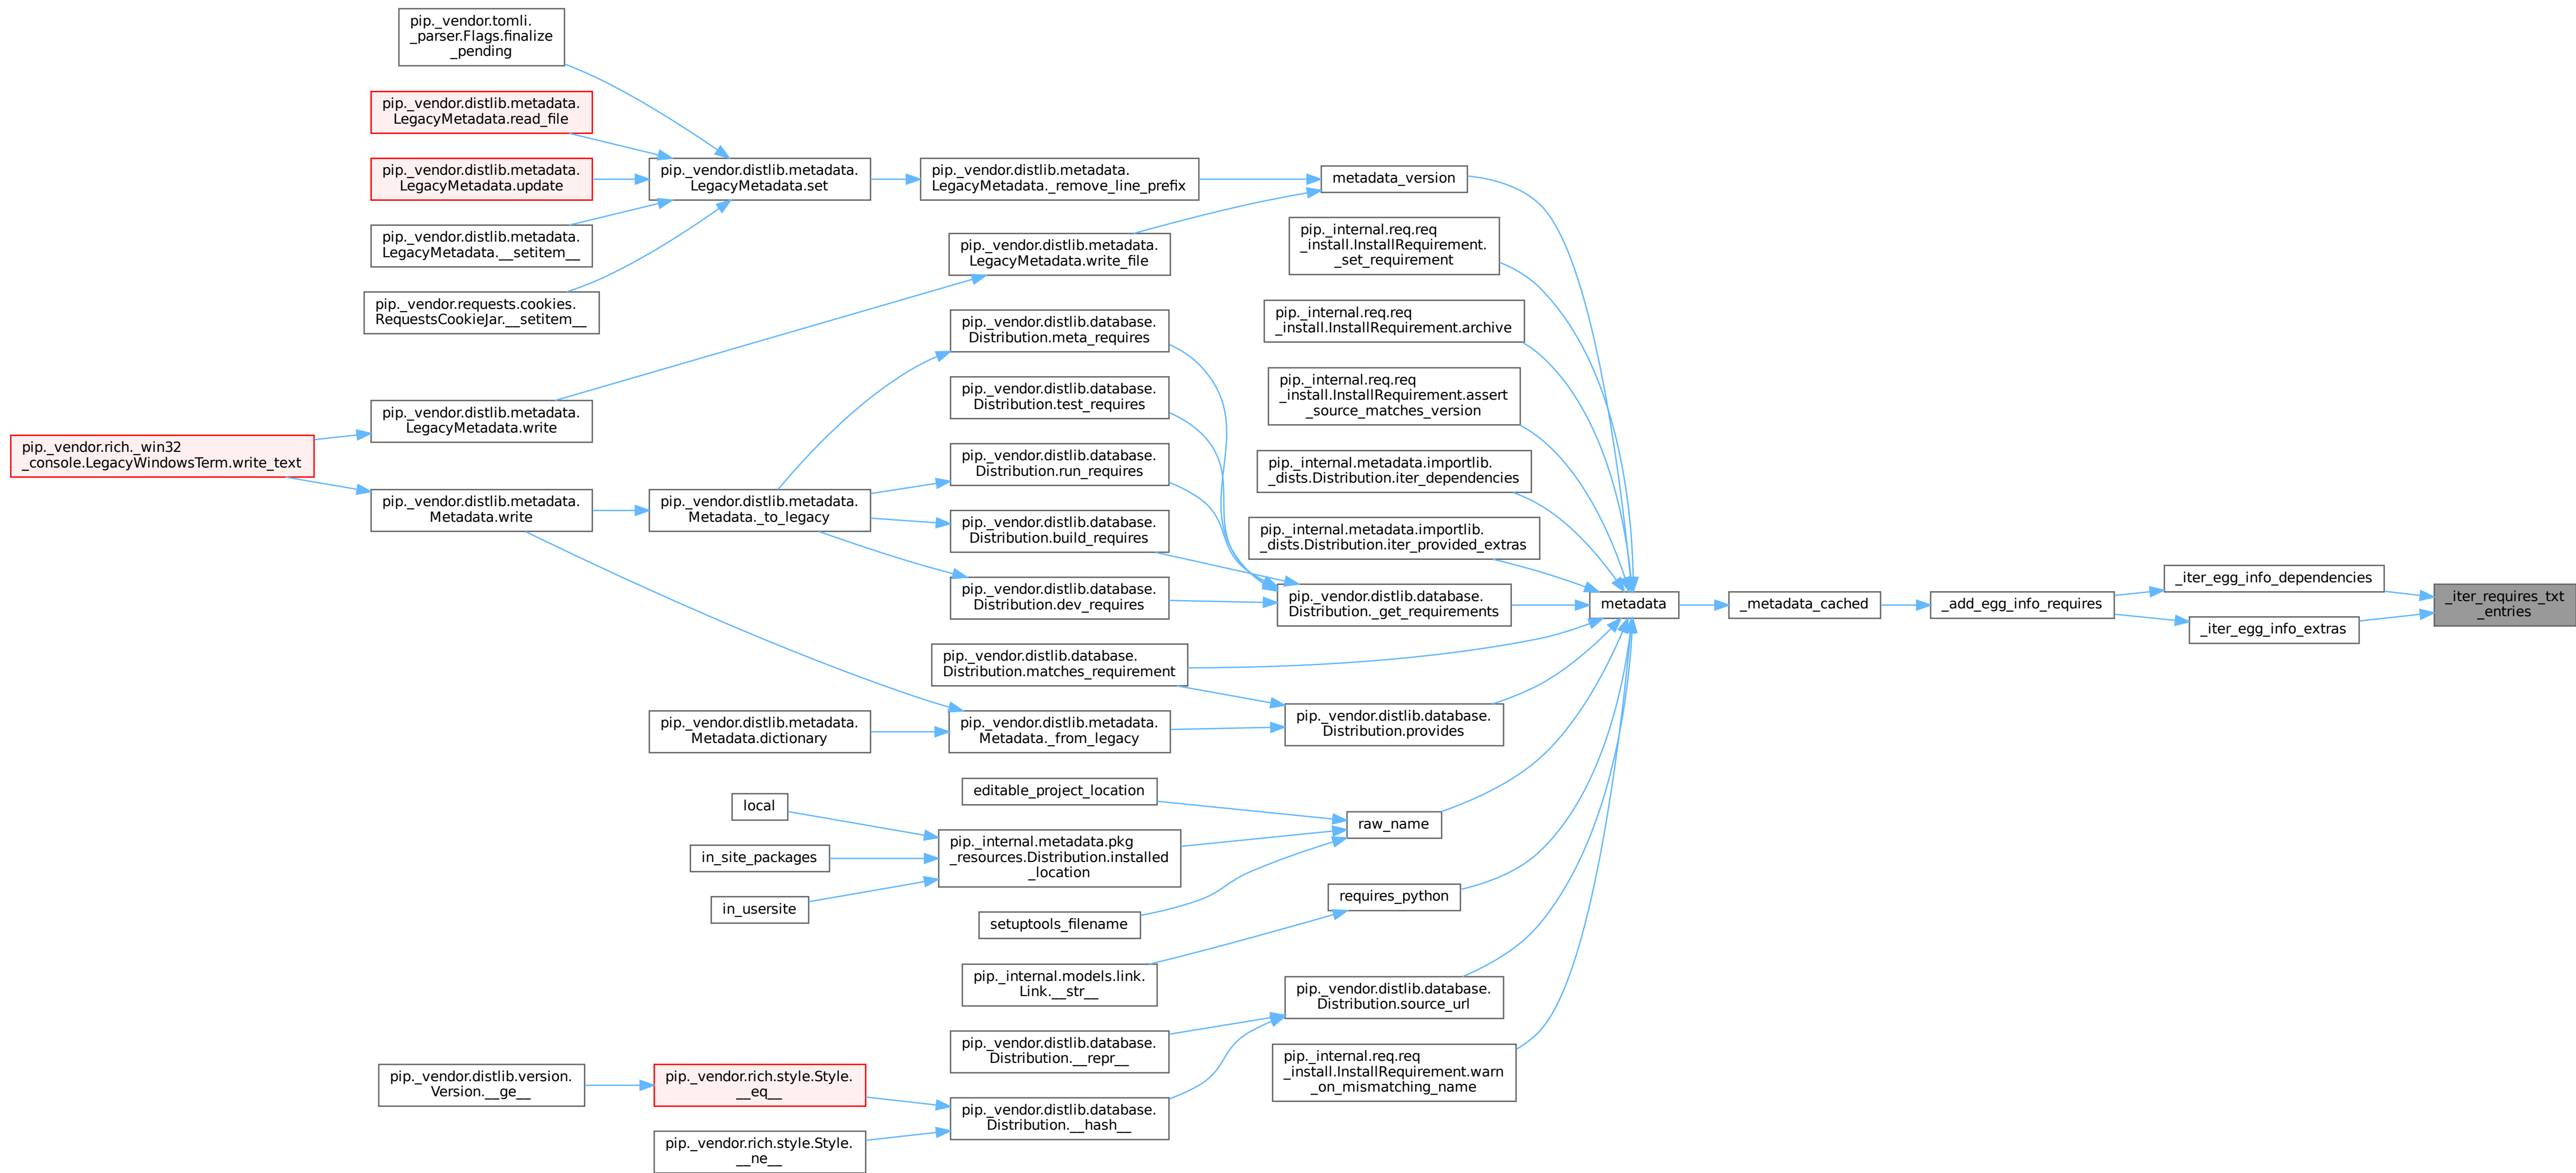 pip._vendor.tomli.
_parser.Flags.finalize
_pending
pip._vendor.distlib.metadata.
LegacyMetadata.read_file
pip._vendor.distlib.metadata.
LegacyMetadata.update
pip._vendor.distlib.metadata.
LegacyMetadata.__setitem__
pip._vendor.requests.cookies.
RequestsCookieJar.__setitem__
pip._vendor.distlib.metadata.
LegacyMetadata.set
pip._vendor.distlib.metadata.
LegacyMetadata._remove_line_prefix
metadata_version
pip._vendor.distlib.metadata.
LegacyMetadata.write_file
pip._internal.req.req
_install.InstallRequirement.
_set_requirement
pip._internal.req.req
_install.InstallRequirement.archive
pip._internal.req.req
_install.InstallRequirement.assert
_source_matches_version
pip._internal.metadata.importlib.
_dists.Distribution.iter_dependencies
pip._internal.metadata.importlib.
_dists.Distribution.iter_provided_extras
pip._vendor.distlib.database.
Distribution.meta_requires
pip._vendor.distlib.database.
Distribution.test_requires
pip._vendor.distlib.database.
Distribution.run_requires
pip._vendor.distlib.database.
Distribution.build_requires
pip._vendor.distlib.database.
Distribution.dev_requires
pip._vendor.distlib.metadata.
LegacyMetadata.write
pip._vendor.rich._win32
_console.LegacyWindowsTerm.write_text
pip._vendor.distlib.metadata.
Metadata.write
pip._vendor.distlib.metadata.
Metadata._to_legacy
pip._vendor.distlib.database.
Distribution._get_requirements
metadata
_metadata_cached
_add_egg_info_requires
_iter_egg_info_dependencies
_iter_egg_info_extras
_iter_requires_txt
_entries
pip._vendor.distlib.database.
Distribution.matches_requirement
pip._vendor.distlib.metadata.
Metadata.dictionary
pip._vendor.distlib.metadata.
Metadata._from_legacy
pip._vendor.distlib.database.
Distribution.provides
editable_project_location
local
in_site_packages
in_usersite
pip._internal.metadata.pkg
_resources.Distribution.installed
_location
raw_name
setuptools_filename
requires_python
pip._internal.models.link.
Link.__str__
pip._vendor.distlib.database.
Distribution.source_url
pip._vendor.distlib.database.
Distribution.__repr__
pip._internal.req.req
_install.InstallRequirement.warn
_on_mismatching_name
pip._vendor.distlib.version.
Version.__ge__
pip._vendor.rich.style.Style.
__eq__
pip._vendor.distlib.database.
Distribution.__hash__
pip._vendor.rich.style.Style.
__ne__